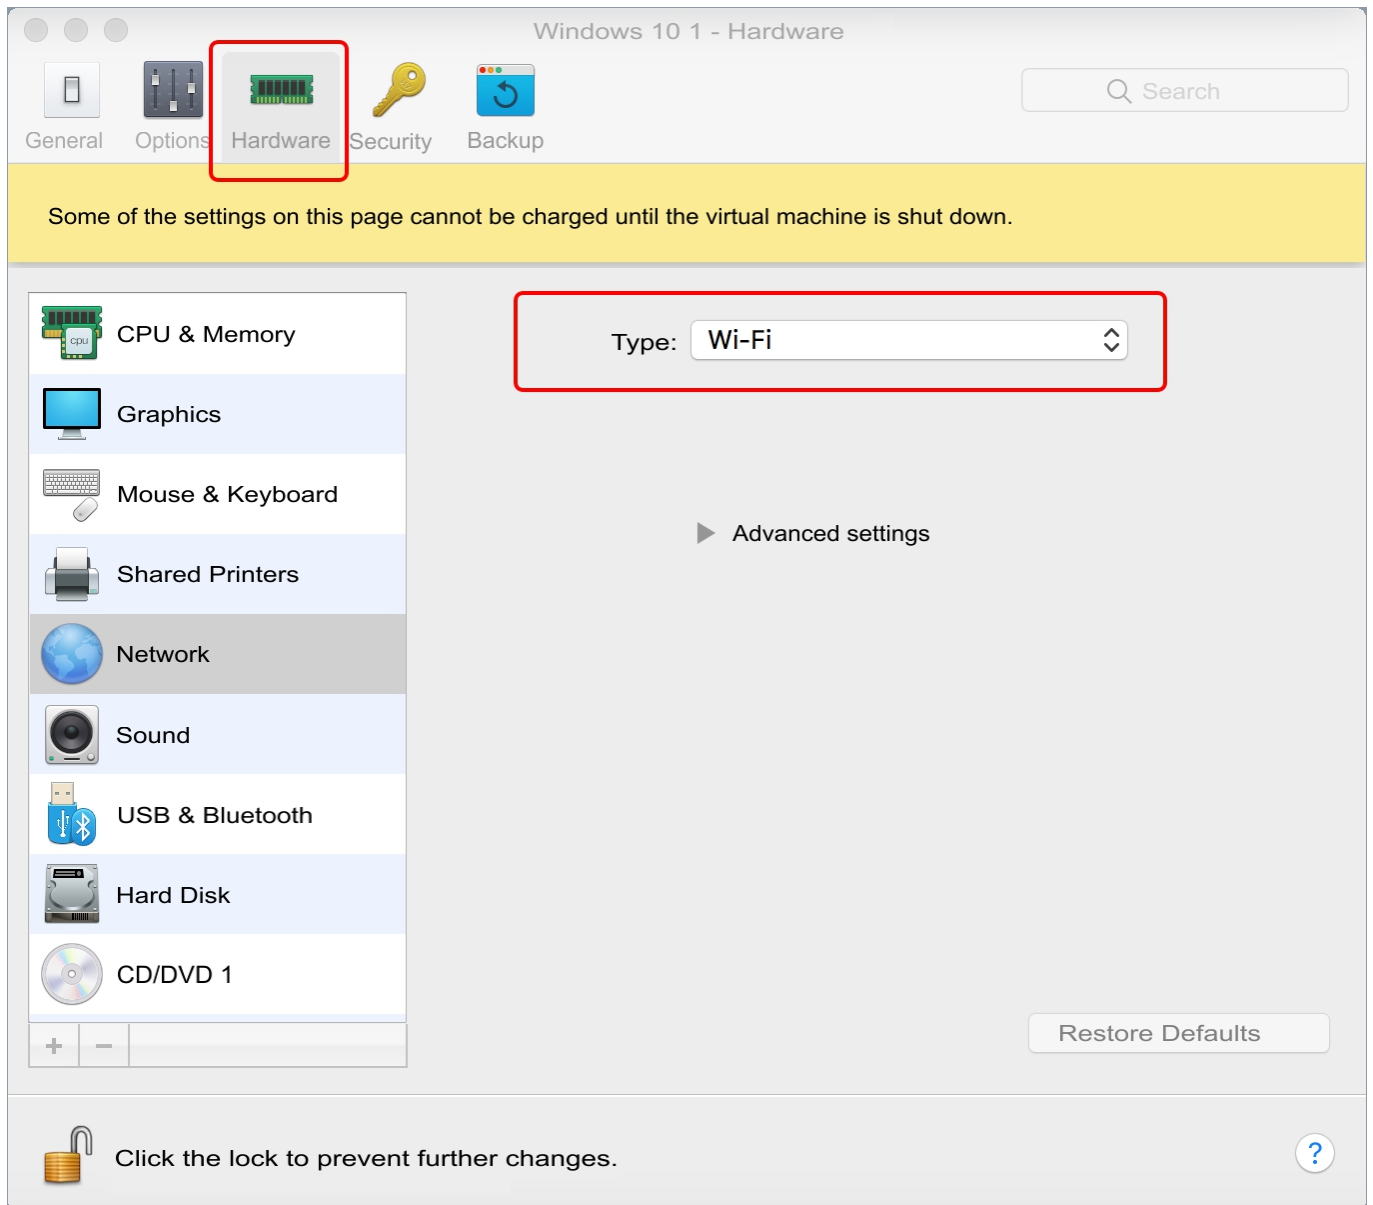 Windows 10 1 - Hardware
General
Options
Hardware
Security
Backup
Search
Some of the settings on this page cannot be charged until the virtual machine is shut down.
CPU & Memory
cpu
Graphics
Mouse & Keyboard
Shared Printers
Network
Sound
USB & Bluetooth
Hard Disk
CD/DVD 1
+ −
Type: Wi-Fi
Advanced settings
Restore Defaults
Click the lock to prevent further changes.
?